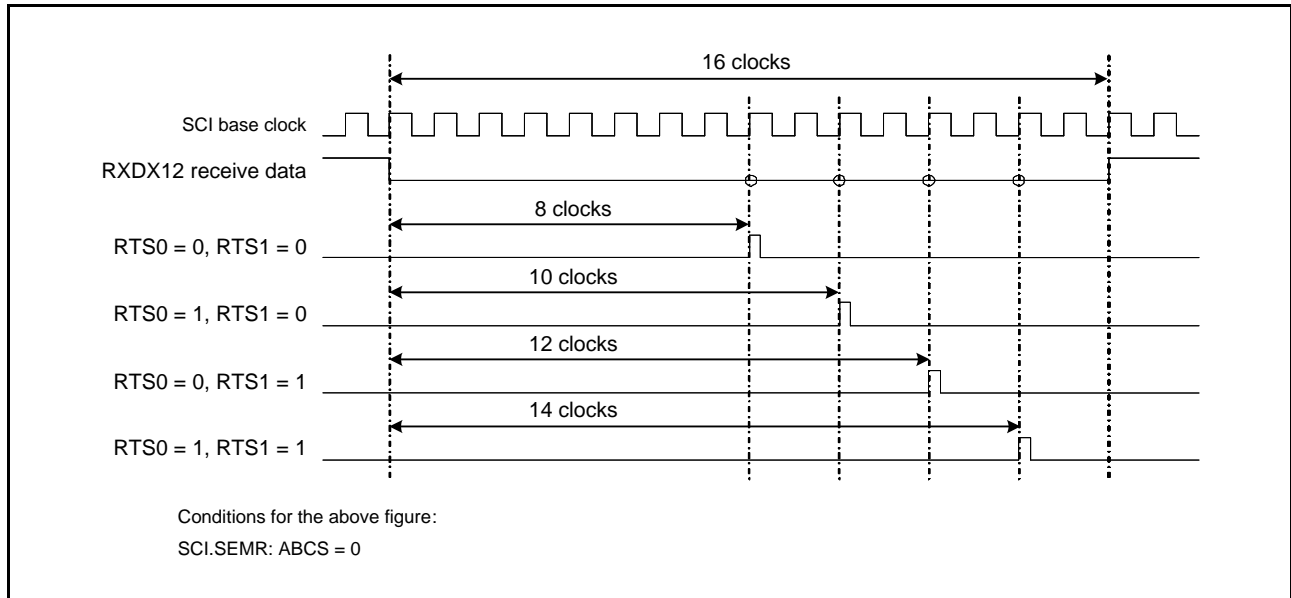 16 clocks
SCI base clock
RXDX12 receive data
8 clocks
RTS0 = 0, RTS1 = 0
10 clocks
RTS0 = 1, RTS1 = 0
12 clocks
RTS0 = 0, RTS1 = 1
14 clocks
RTS0 = 1, RTS1 = 1
Conditions for the above figure:
SCI.SEMR: ABCS = 0